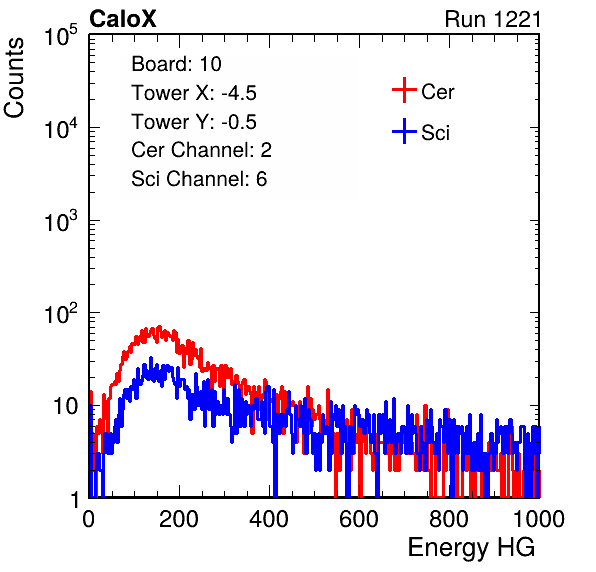 CaloX Run 1221
Counts
Board: 10
Tower X: -4.5
Tower Y: -0.5
Cer Channel: 2
Sci Channel: 6
Cer
Sci
10^5
10^4
10^3
10^2
10
1
0 200 400 600 800 1000
Energy HG